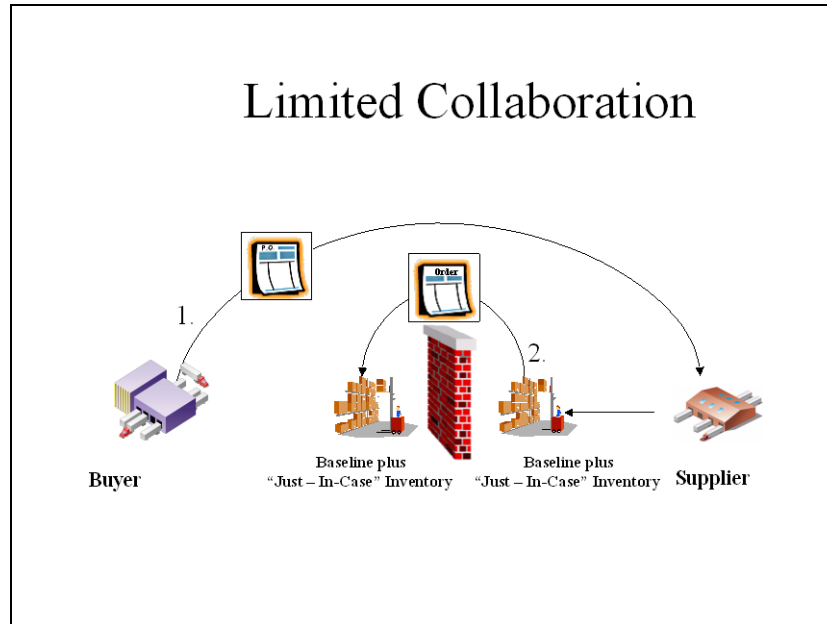 Limited Collaboration
P.O.
Order
1.
2.
Baseline plus
“Just – In-Case” Inventory
Baseline plus
“Just – In-Case” Inventory
Buyer
Supplier